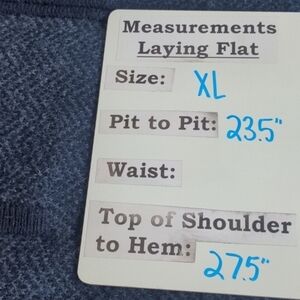 Measurements
Laying Flat
Size: XL
Pit to Pit: 23.5"
Waist:
Top of Shoulder
to Hem: 27.5"